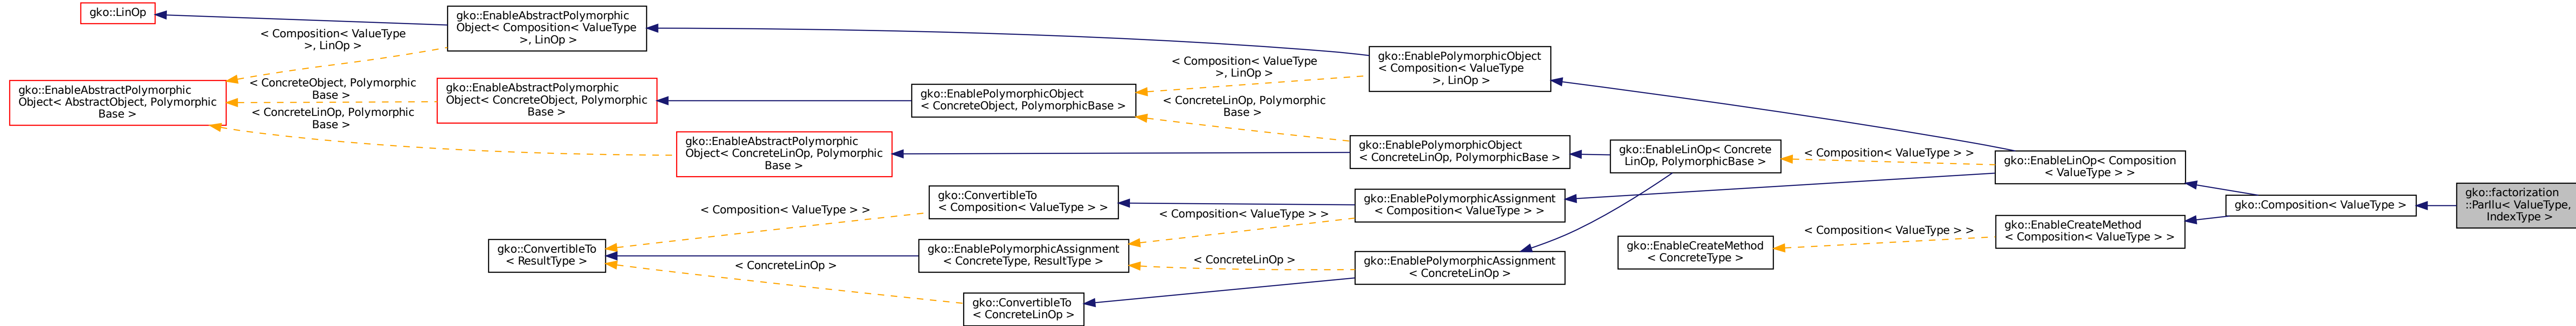 gko::LinOp
gko::EnableAbstractPolymorphic
Object< Composition< ValueType
>, LinOp >
< Composition< ValueType
>, LinOp >
gko::EnableAbstractPolymorphic
Object< AbstractObject, Polymorphic
Base >
< ConcreteObject, Polymorphic
Base >
< ConcreteLinOp, Polymorphic
Base >
gko::EnableAbstractPolymorphic
Object< ConcreteObject, Polymorphic
Base >
gko::EnableAbstractPolymorphic
Object< ConcreteLinOp, Polymorphic
Base >
gko::EnablePolymorphicObject
< ConcreteObject, PolymorphicBase >
< Composition< ValueType
>, LinOp >
< ConcreteLinOp, Polymorphic
Base >
gko::EnablePolymorphicObject
< Composition< ValueType
>, LinOp >
gko::EnablePolymorphicObject
< ConcreteLinOp, PolymorphicBase >
gko::EnableLinOp< Concrete
LinOp, PolymorphicBase >
< Composition< ValueType > >
gko::EnableLinOp< Composition
< ValueType > >
gko::ConvertibleTo
< ResultType >
< Composition< ValueType > >
< ConcreteLinOp >
gko::ConvertibleTo
< Composition< ValueType > >
gko::EnablePolymorphicAssignment
< ConcreteType, ResultType >
gko::ConvertibleTo
< ConcreteLinOp >
< Composition< ValueType > >
< ConcreteLinOp >
gko::EnablePolymorphicAssignment
< Composition< ValueType > >
gko::EnablePolymorphicAssignment
< ConcreteLinOp >
gko::EnableCreateMethod
< ConcreteType >
< Composition< ValueType > >
gko::EnableCreateMethod
< Composition< ValueType > >
gko::Composition< ValueType >
gko::factorization
::ParIlu< ValueType,
IndexType >